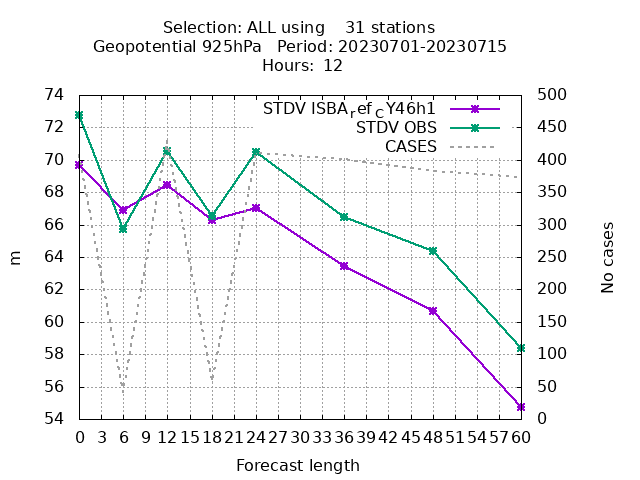 Selection: ALL using    31 stations
Geopotential 925hPa   Period: 20230701-20230715
Hours:  12
STDV ISBA_ref_CY46h1
STDV OBS
CASES
74
72
70
68
66
64
62
60
58
56
54
500
450
400
350
300
250
200
150
100
50
0
m
No cases
0 3 6 9 12 15 18 21 24 27 30 33 36 39 42 45 48 51 54 57 60
Forecast length